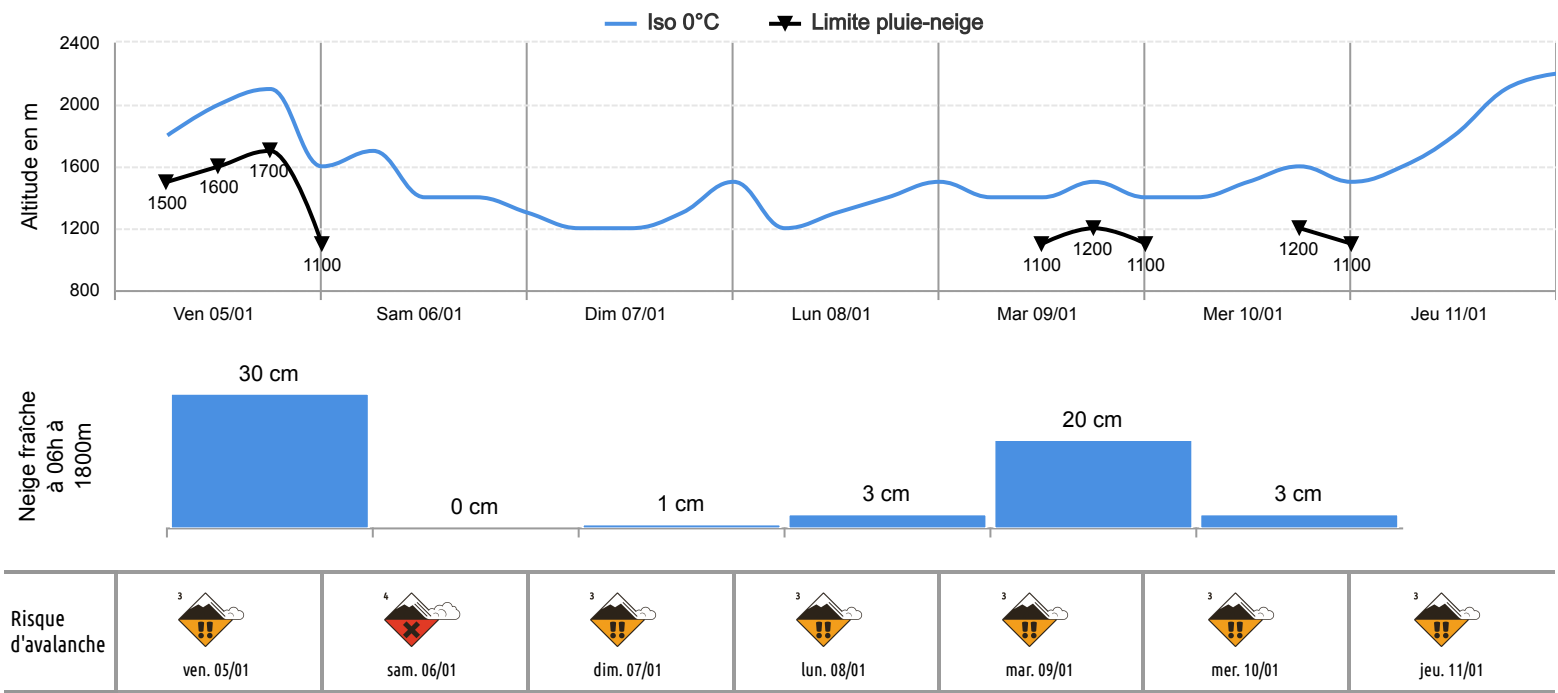 Iso 0°C Limite pluie-neige
Altitude en m
2400
2000
1600
1200
800
1500
1600
1700
1100
1100
1200
1100
1200
1100
Ven 05/01 Sam 06/01 Dim 07/01 Lun 08/01 Mar 09/01 Mer 10/01 Jeu 11/01
Neige fraîche
à 06h à
1800m
30 cm
0 cm
1 cm
3 cm
20 cm
3 cm
Risque
d'avalanche
3 4 3 3 3 3 3
ven. 05/01 sam. 06/01 dim. 07/01 lun. 08/01 mar. 09/01 mer. 10/01 jeu. 11/01